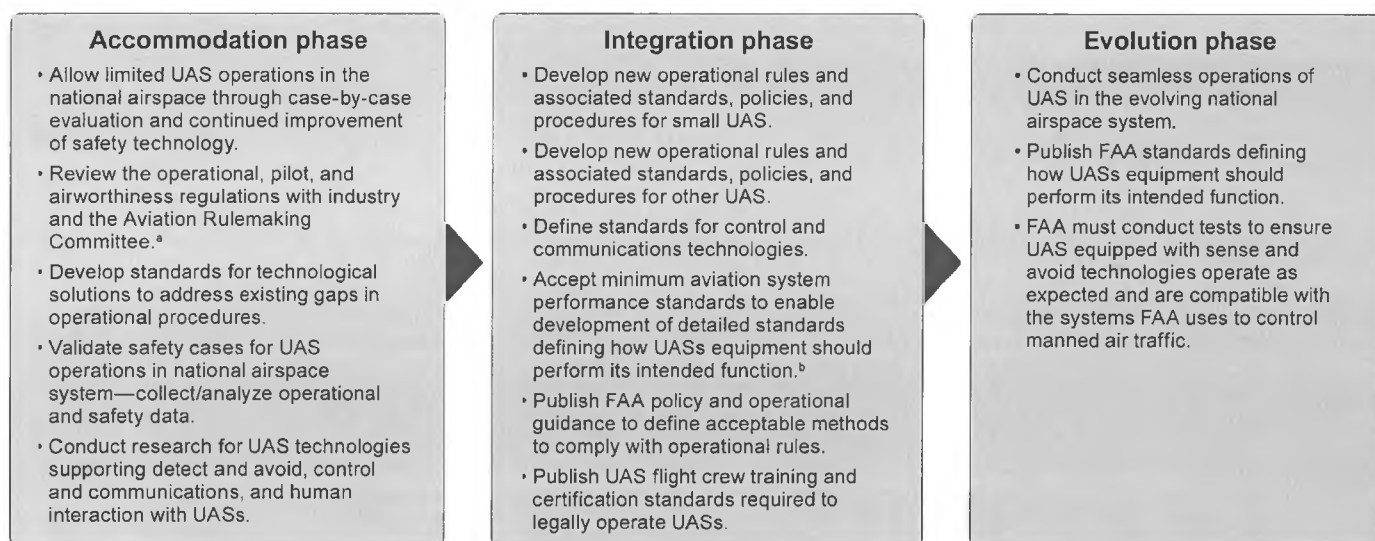 Accommodation phase
• Allow limited UAS operations in the
national airspace through case-by-case
evaluation and continued improvement
of safety technology.
• Review the operational, pilot, and
airworthiness regulations with industry
and the Aviation Rulemaking
Committee.ᵃ
• Develop standards for technological
solutions to address existing gaps in
operational procedures.
• Validate safety cases for UAS
operations in national airspace
system—collect/analyze operational
and safety data.
• Conduct research for UAS technologies
supporting detect and avoid, control
and communications, and human
interaction with UASs.
Integration phase
• Develop new operational rules and
associated standards, policies, and
procedures for small UAS.
• Develop new operational rules and
associated standards, policies, and
procedures for other UAS.
• Define standards for control and
communications technologies.
• Accept minimum aviation system
performance standards to enable
development of detailed standards
defining how UASs equipment should
perform its intended function.ᵇ
• Publish FAA policy and operational
guidance to define acceptable methods
to comply with operational rules.
• Publish UAS flight crew training and
certification standards required to
legally operate UASs.
Evolution phase
• Conduct seamless operations of
UAS in the evolving national
airspace system.
• Publish FAA standards defining
how UASs equipment should
perform its intended function.
• FAA must conduct tests to ensure
UAS equipped with sense and
avoid technologies operate as
expected and are compatible with
the systems FAA uses to control
manned air traffic.